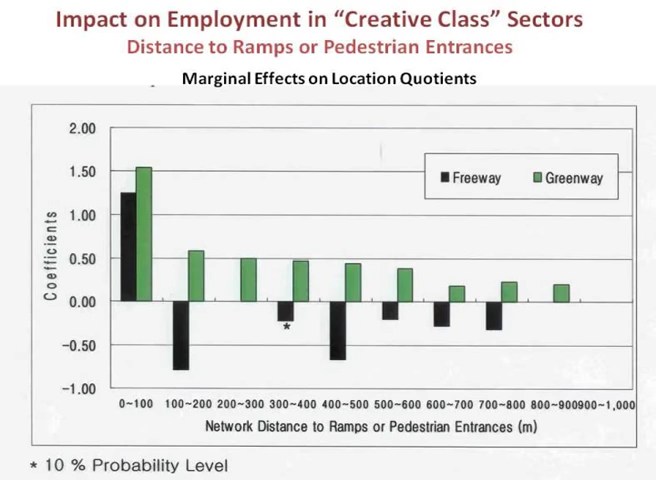 Impact on Employment in “Creative Class” Sectors
Distance to Ramps or Pedestrian Entrances
Marginal Effects on Location Quotients
2.00
1.50
1.00
0.50
0.00
−0.50
−1.00
Coefficients
Freeway
Greenway
*
0~100 100~200 200~300 300~400 400~500 500~600 600~700 700~800 800~900900~1,000
Network Distance to Ramps or Pedestrian Entrances (m)
* 10 % Probability Level